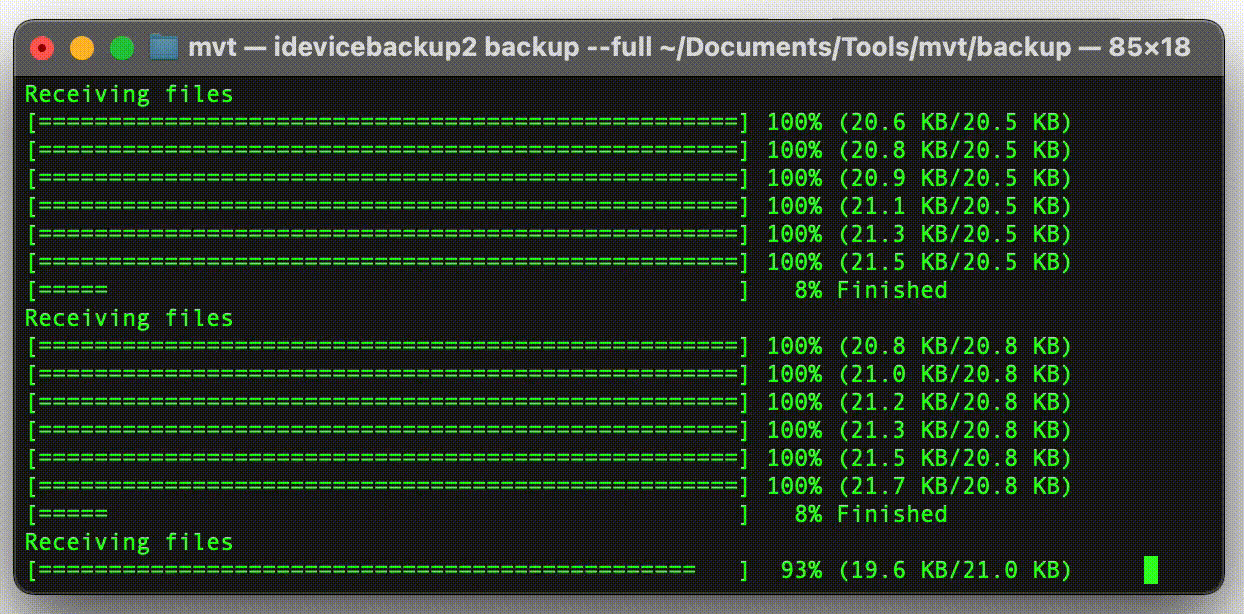 mvt — idevicebackup2 backup --full ~/Documents/Tools/mvt/backup — 85×18
Receiving files
[==================================================] 100% (20.6 KB/20.5 KB)
[==================================================] 100% (20.8 KB/20.5 KB)
[==================================================] 100% (20.9 KB/20.5 KB)
[==================================================] 100% (21.1 KB/20.5 KB)
[==================================================] 100% (21.3 KB/20.5 KB)
[==================================================] 100% (21.5 KB/20.5 KB)
[=====                                             ]   8% Finished
Receiving files
[==================================================] 100% (20.8 KB/20.8 KB)
[==================================================] 100% (21.0 KB/20.8 KB)
[==================================================] 100% (21.2 KB/20.8 KB)
[==================================================] 100% (21.3 KB/20.8 KB)
[==================================================] 100% (21.5 KB/20.8 KB)
[==================================================] 100% (21.7 KB/20.8 KB)
[=====                                             ]   8% Finished
Receiving files
[===============================================   ]  93% (19.6 KB/21.0 KB)